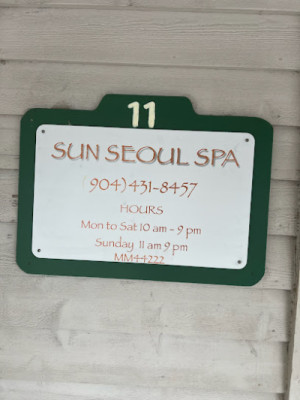 11
SUN SEOUL SPA
904)431-8457
HOURS
Mon to Sat 10 am - 9 pm
Sunday 11 am 9 pm
MM44222